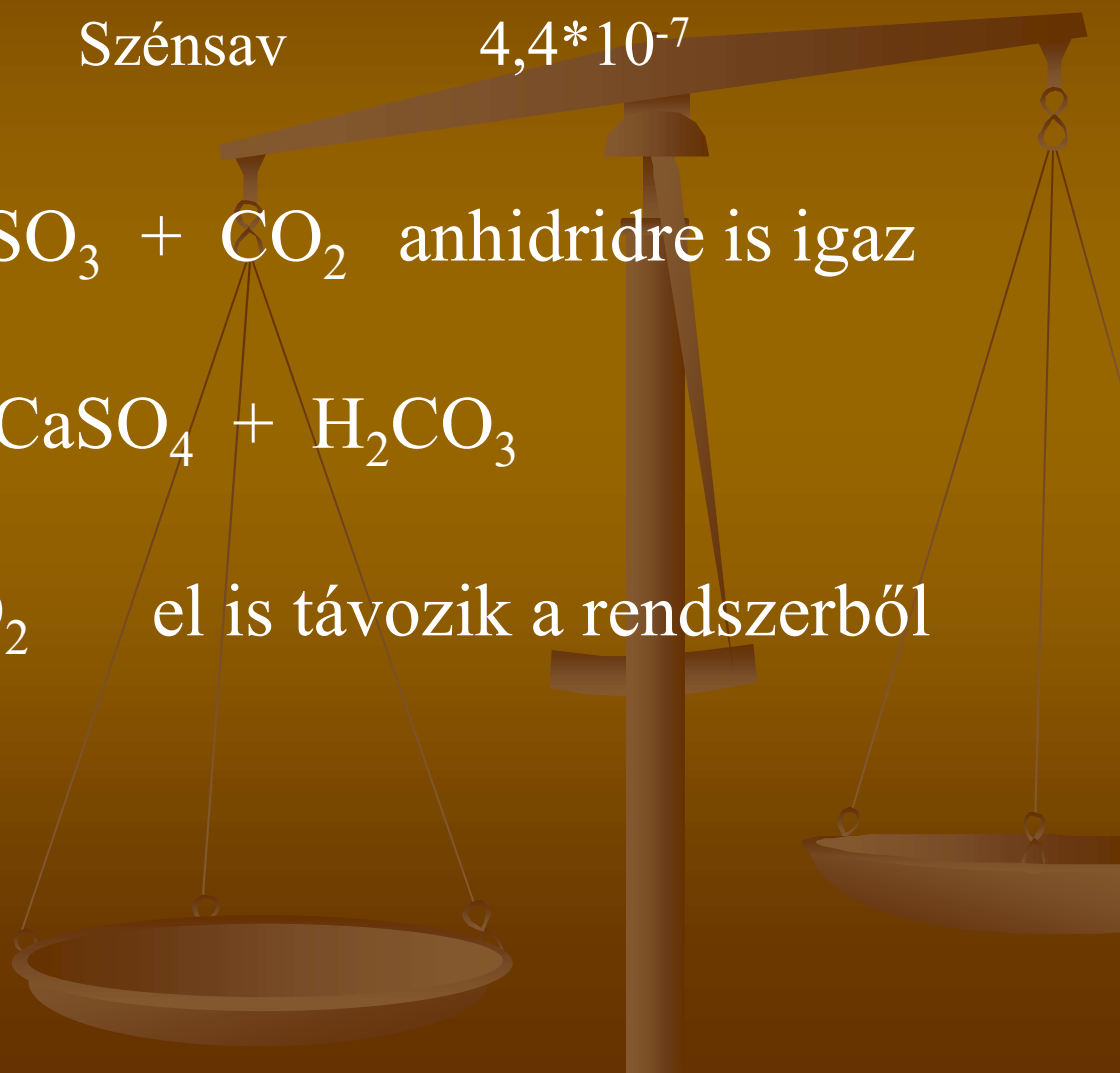 Szénsav 4,4*10⁻⁷
SO₃ + CO₂ anhidridre is igaz
CaSO₄ + H₂CO₃
₂ el is távozik a rendszerből